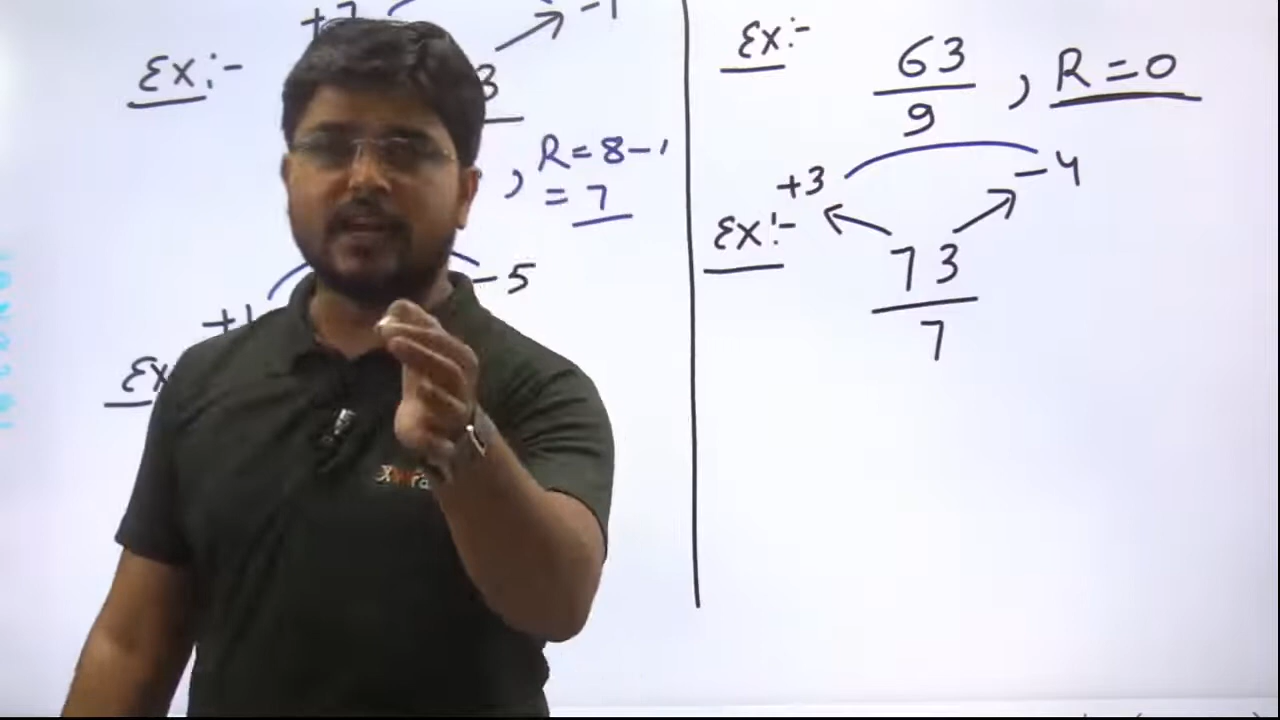 +7 -1
Ex:-
3
, R = 8-1
= 7
-5
+1
Ex
Ex:-
63
9
, R = 0
+3 -4
Ex:-
73
7